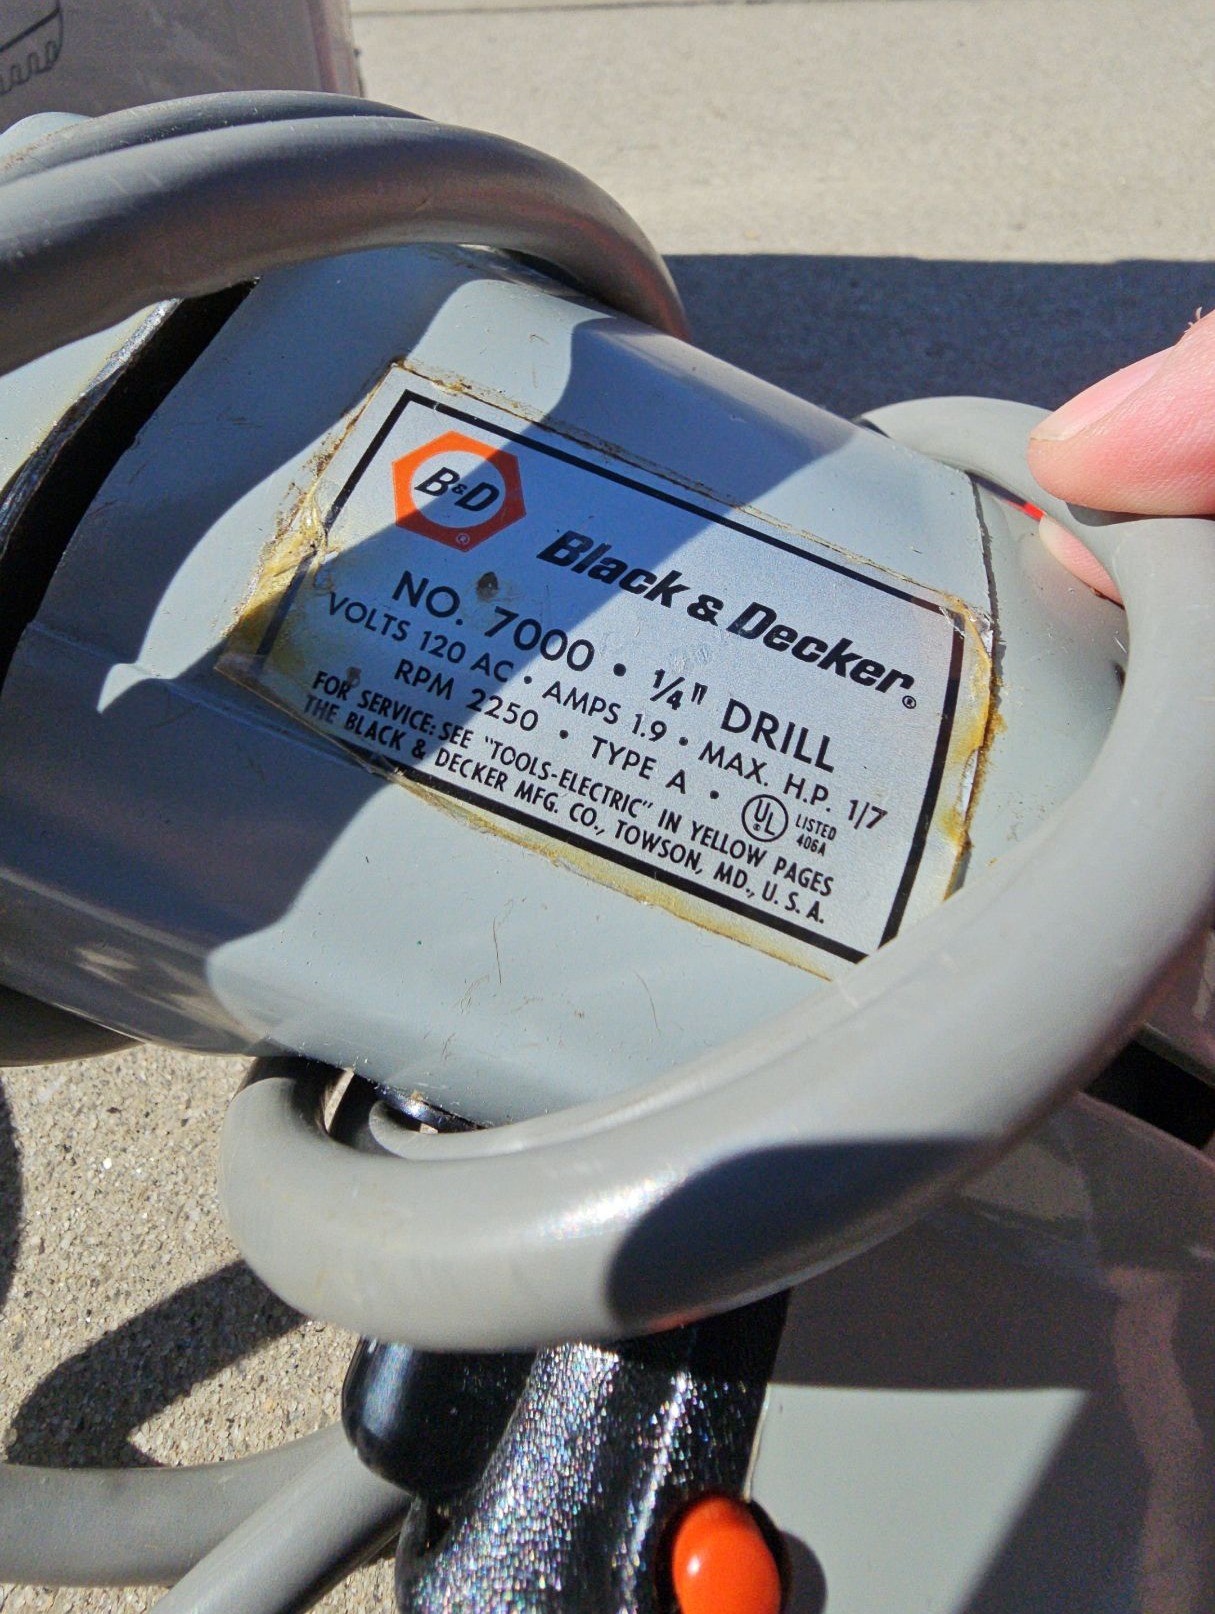 B&D
®
Black & Decker®
NO. 7000 • 1/4" DRILL
VOLTS 120 AC • AMPS 1.9 • MAX. H.P. 1/7
RPM 2250 • TYPE A • UL LISTED 406A
FOR SERVICE: SEE "TOOLS-ELECTRIC" IN YELLOW PAGES
THE BLACK & DECKER MFG. CO., TOWSON, MD., U. S. A.